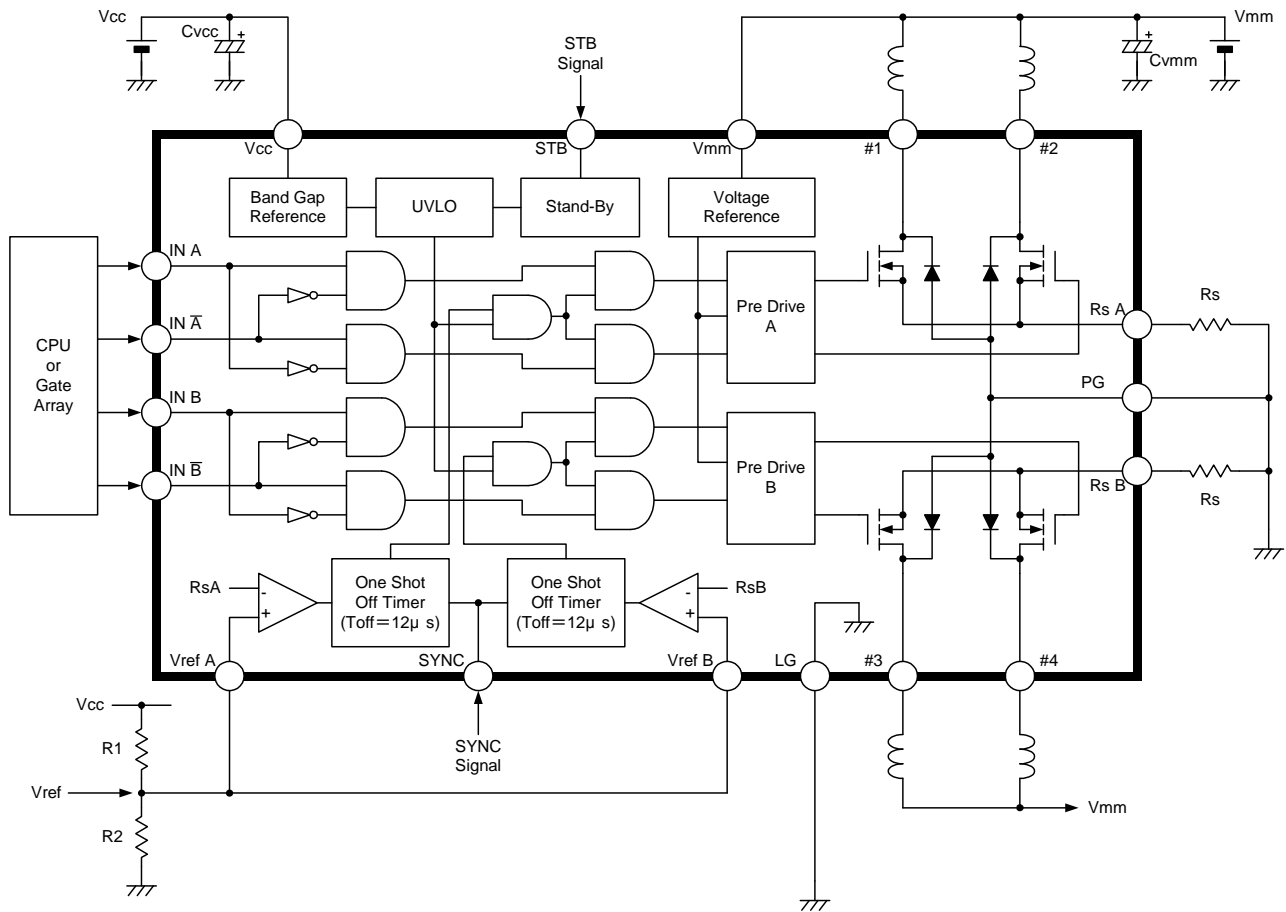 Vcc
Cvcc
+
STB
Signal
Vmm
+
Cvmm
Vmm
Vcc
STB
Vmm
#1
#2
Band Gap
Reference
UVLO
Stand-By
Voltage
Reference
CPU
or
Gate
Array
IN A
IN A̅
IN B
IN B̅
Pre Drive
A
Pre Drive
B
Rs A
Rs
PG
Rs B
Rs
RsA
-
+
One Shot
Off Timer
(Toff=12μ s)
One Shot
Off Timer
(Toff=12μ s)
-
+
RsB
Vref A
SYNC
Vref B
LG
#3
#4
Vcc
R1
Vref
R2
SYNC
Signal
Vmm